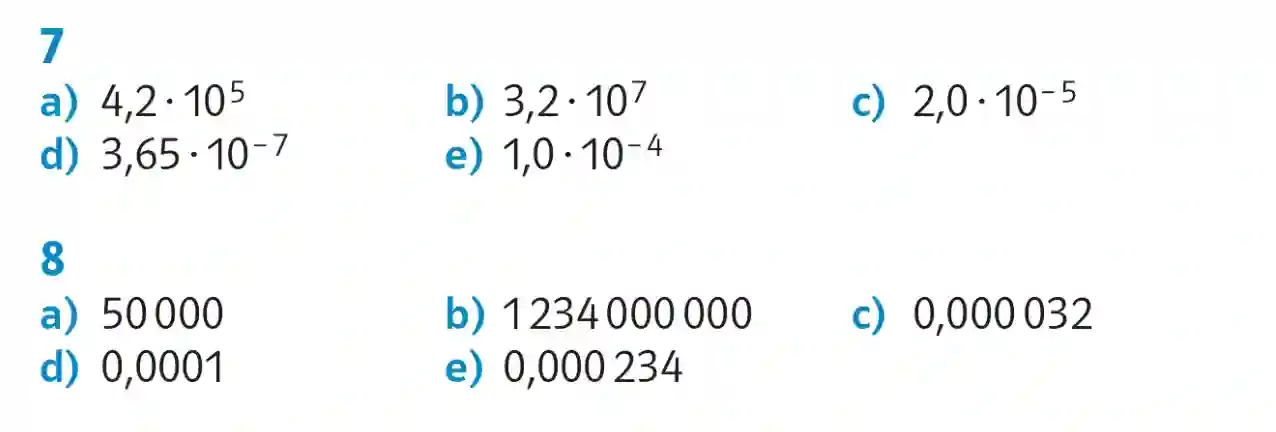 7
a) 4,2 · 10⁵ b) 3,2 · 10⁷ c) 2,0 · 10⁻⁵
d) 3,65 · 10⁻⁷ e) 1,0 · 10⁻⁴
8
a) 50 000 b) 1 234 000 000 c) 0,000 032
d) 0,0001 e) 0,000 234